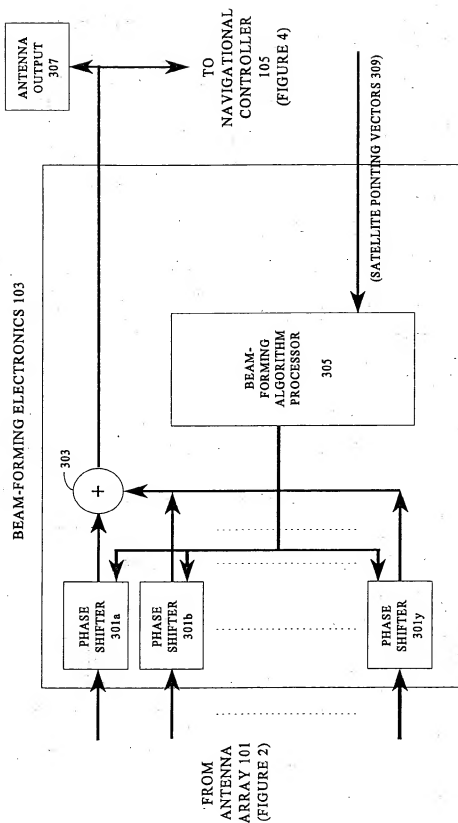 BEAM-FORMING ELECTRONICS 103
ANTENNA
OUTPUT
307
TO
NAVIGATIONAL
CONTROLLER
105
(FIGURE 4)
(SATELLITE POINTING VECTORS 309)
303
+
BEAM-
FORMING
ALGORITHM
PROCESSOR
305
PHASE
SHIFTER
301a
PHASE
SHIFTER
301b
PHASE
SHIFTER
301y
FROM
ANTENNA
ARRAY 101
(FIGURE 2)